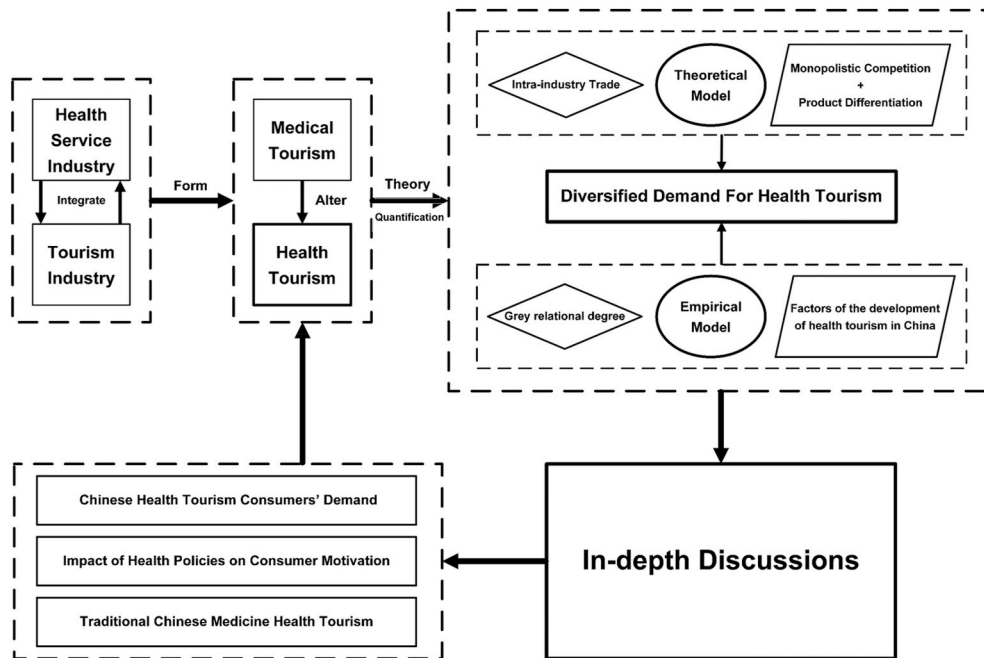 Health
Service
Industry
Integrate
Tourism
Industry
Form
Medical
Tourism
Alter
Health
Tourism
Theory
Quantification
Intra-industry Trade
Theoretical
Model
Monopolistic Competition
+
Product Differentiation
Diversified Demand For Health Tourism
Grey relational degree
Empirical
Model
Factors of the development
of health tourism in China
In-depth Discussions
Chinese Health Tourism Consumers’ Demand
Impact of Health Policies on Consumer Motivation
Traditional Chinese Medicine Health Tourism